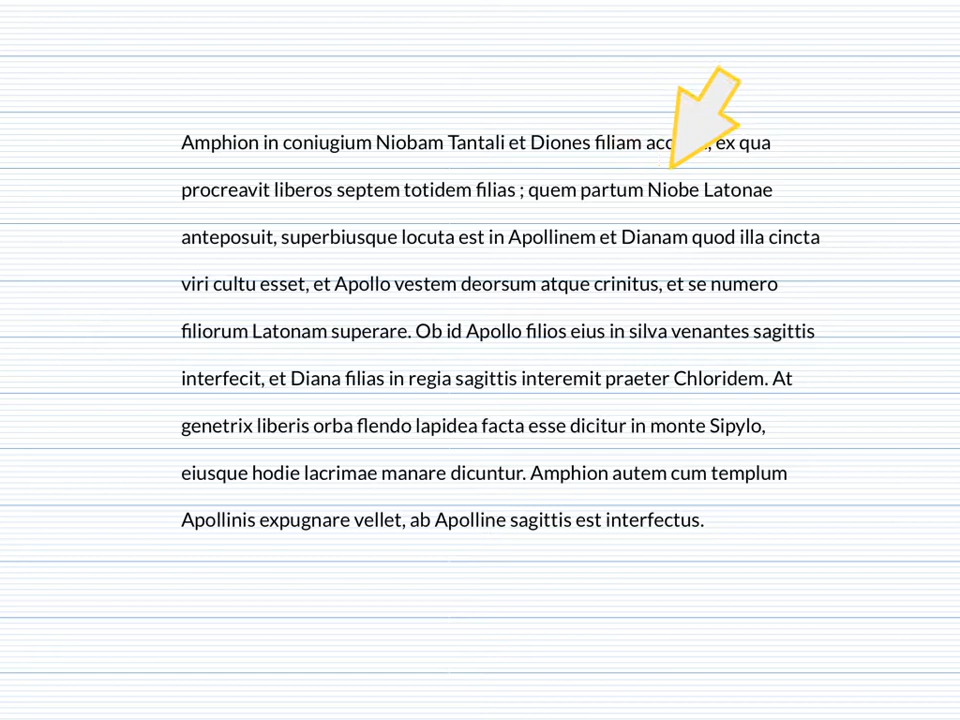 Amphion in coniugium Niobam Tantali et Diones filiam ex qua
procreavit liberos septem totidem filias ; quem partum Niobe Latonae
anteposuit, superbiusque locuta est in Apollinem et Dianam quod illa cincta
viri cultu esset, et Apollo vestem deorsum atque crinitus, et se numero
filiorum Latonam superare. Ob id Apollo filios eius in silva venantes sagittis
interfecit, et Diana filias in regia sagittis interemit praeter Chloridem. At
genetrix liberis orba flendo lapidea facta esse dicitur in monte Sipylo,
eiusque hodie lacrimae manare dicuntur. Amphion autem cum templum
Apollinis expugnare vellet, ab Apolline sagittis est interfectus.